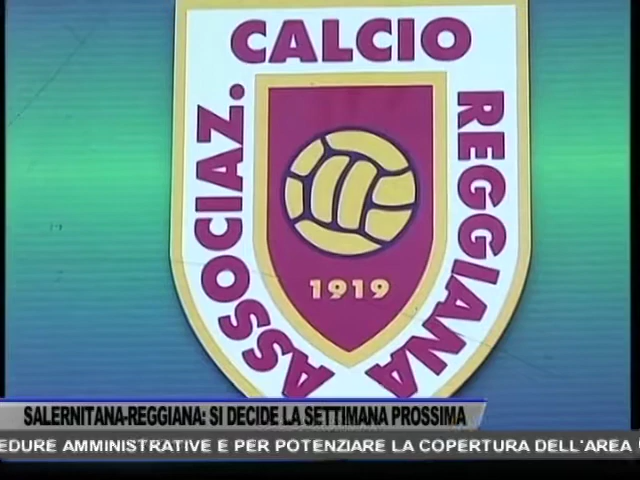 CALCIO
ASSOCIAZ.
REGGIANA
1919
SALERNITANA-REGGIANA: SI DECIDE LA SETTIMANA PROSSIMA
EDURE AMMINISTRATIVE E PER POTENZIARE LA COPERTURA DELL'AREA